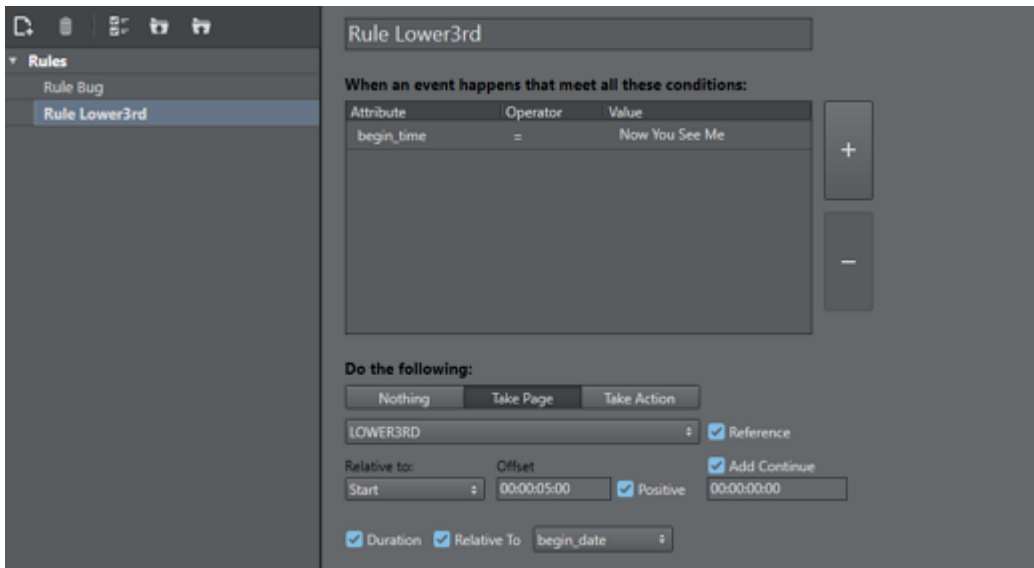 Rule Lower3rd
Rules
Rule Bug
Rule Lower3rd
When an event happens that meet all these conditions:
Attribute Operator Value
begin_time = Now You See Me
+
−
Do the following:
Nothing Take Page Take Action
LOWER3RD Reference
Relative to: Offset Add Continue
Start 00:00:05:00 Positive 00:00:00:00
Duration Relative To begin_date